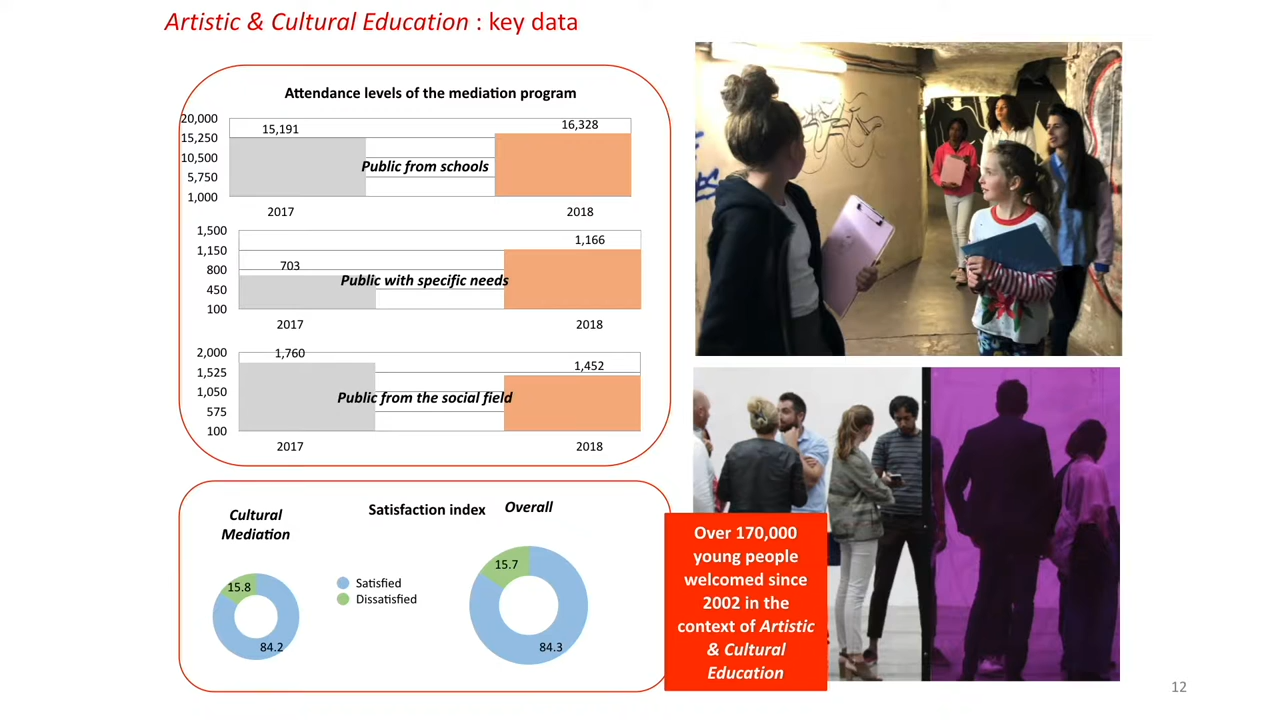 Artistic & Cultural Education : key data
Attendance levels of the mediation program
20,000
15,250
10,500
5,750
1,000
15,191
16,328
Public from schools
2017
2018
1,500
1,150
800
450
100
703
1,166
Public with specific needs
2017
2018
2,000
1,525
1,050
575
100
1,760
1,452
Public from the social field
2017
2018
Satisfaction index
Cultural
Mediation
15.8
84.2
Satisfied
Dissatisfied
Overall
15.7
84.3
Over 170,000
young people
welcomed since
2002 in the
context of Artistic
& Cultural
Education
12